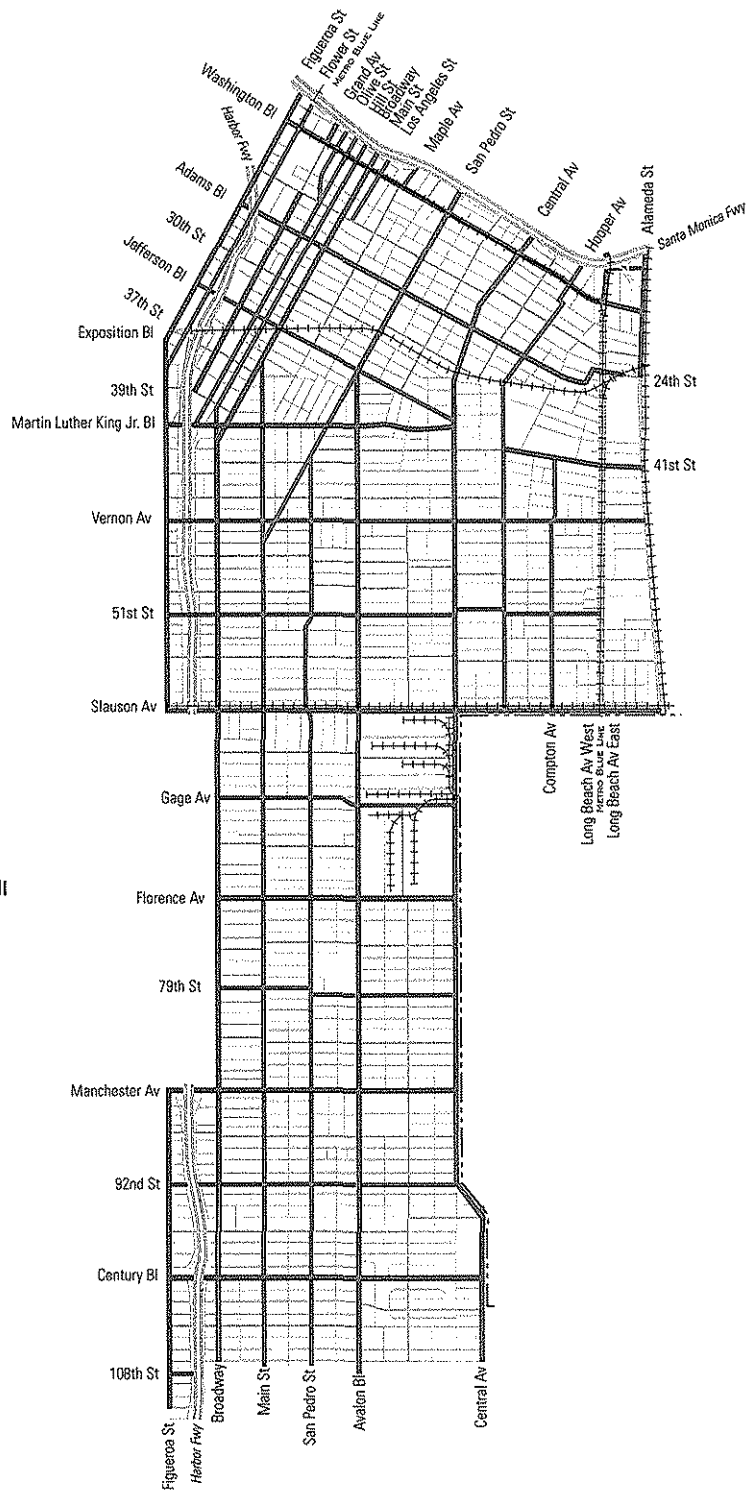 Figueroa St
Flower St
METRO BLUE LINE
Grand Av
Olive St
Hill St
Broadway
Main St
Los Angeles St
Maple Av
San Pedro St
Central Av
Hooper Av
Alameda St
Santa Monica Fwy
Washington Bl
Harbor Fwy
Adams Bl
30th St
Jefferson Bl
37th St
Exposition Bl
39th St
24th St
Martin Luther King Jr. Bl
41st St
Vernon Av
51st St
Slauson Av
Compton Av
Long Beach Av West
METRO BLUE LINE
Long Beach Av East
Gage Av
Florence Av
79th St
Manchester Av
92nd St
Century Bl
108th St
Figueroa St
Harbor Fwy
Broadway
Main St
San Pedro St
Avalon Bl
Central Av